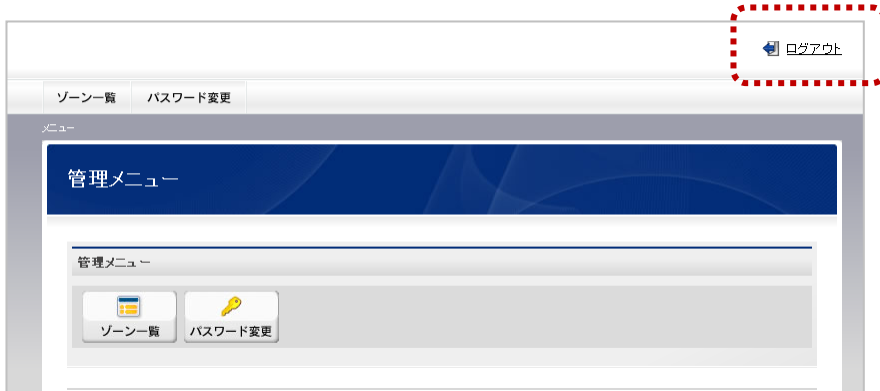 ログアウト
ゾーン一覧 パスワード変更
メニュー
管理メニュー
管理メニュー
ゾーン一覧 パスワード変更